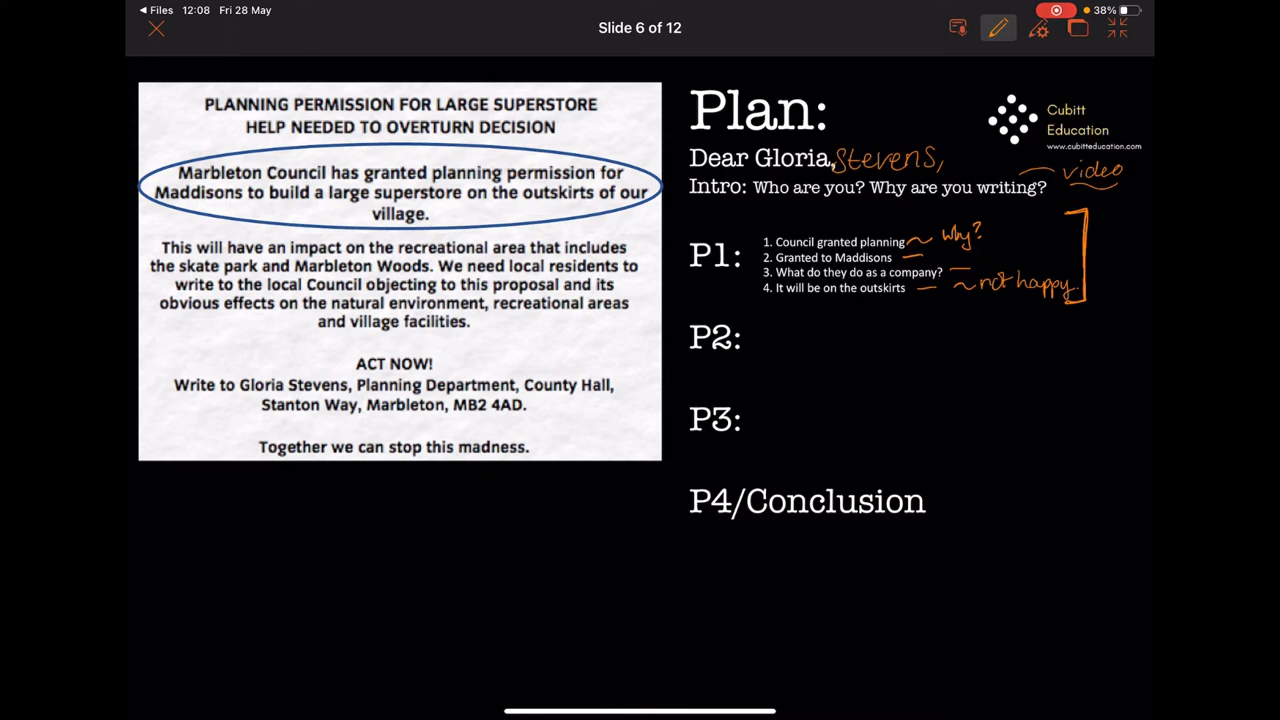 Files 12:08 Fri 28 May
38%
Slide 6 of 12
PLANNING PERMISSION FOR LARGE SUPERSTORE
HELP NEEDED TO OVERTURN DECISION
Marbleton Council has granted planning permission for
Maddisons to build a large superstore on the outskirts of our
village.
This will have an impact on the recreational area that includes
the skate park and Marbleton Woods. We need local residents to
write to the local Council objecting to this proposal and its
obvious effects on the natural environment, recreational areas
and village facilities.
ACT NOW!
Write to Gloria Stevens, Planning Department, County Hall,
Stanton Way, Marbleton, MB2 4AD.
Together we can stop this madness.
Plan:
Cubitt
Education
www.cubitteducation.com
Dear Gloria, Stevens,
Intro: Who are you? Why are you writing? video
P1:
1. Council granted planning why?
2. Granted to Maddisons
3. What do they do as a company?
4. It will be on the outskirts not happy.
P2:
P3:
P4/Conclusion